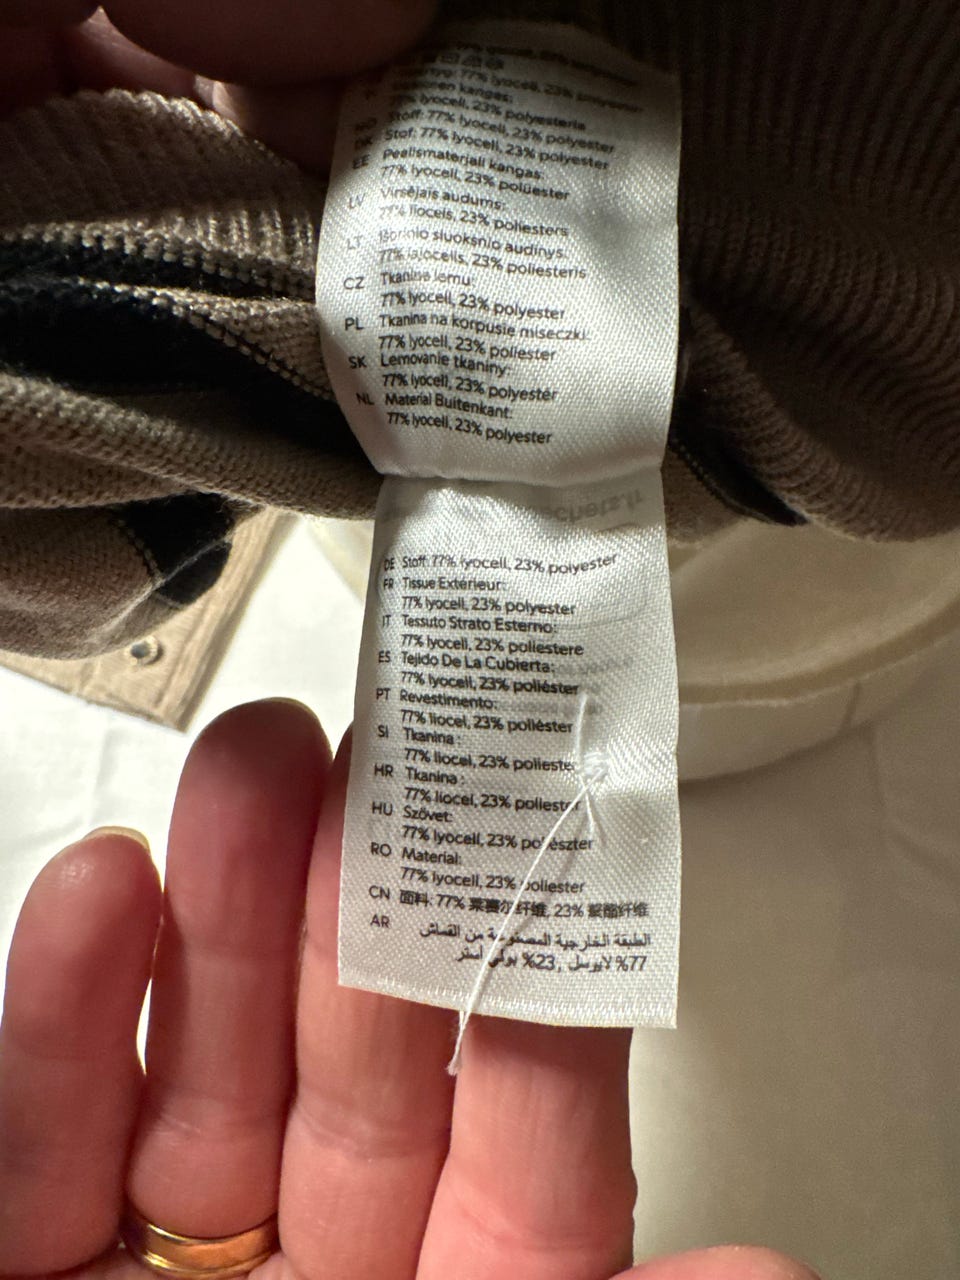 77% lyocell, 23% polyester
kangas:
77% lyocell, 23% polyesteria
NO Stoff: 77% lyocell, 23% polyester
DK Stof: 77% lyocell, 23% polyester
EE Pealismaterjali kangas:
77% lyocell, 23% polüester
LV Virsējais audums:
77% liocels, 23% poliesters
LT Išorinio sluoksnio audinys:
77% 23% poliesteris
CZ Tkanina lemu:
77% lyocell, 23% polyester
PL Tkanina na korpusie miseczki:
77% lyocell, 23% poliester
SK Lemovanie tkaniny:
77% lyocell, 23% polyestér
NL Material Buitenkant:
77% lyocell, 23% polyester
DE Stoff: 77% lyocell, 23% polyester
FR Tissue Extérieur:
77% lyocell, 23% polyester
IT Tessuto Strato Esterno:
77% lyocell, 23% poliestere
ES Tejido De La Cubierta:
77% lyocell, 23% poliéster
PT Revestimento:
77% liocel, 23% poliéster
SI Tkanina :
77% liocel, 23% poliester
HR Tkanina :
77% liocel, 23% poliester
HU Szövet:
77% lyocell, 23% poliészter
RO Material:
77% lyocell, 23% poliester
CN 面料: 77% 莱赛尔纤维, 23% 聚酯纤维
AR الطبقة الخارجية المصنوعة من القماش
77% لايوسل , 23% بولي استر